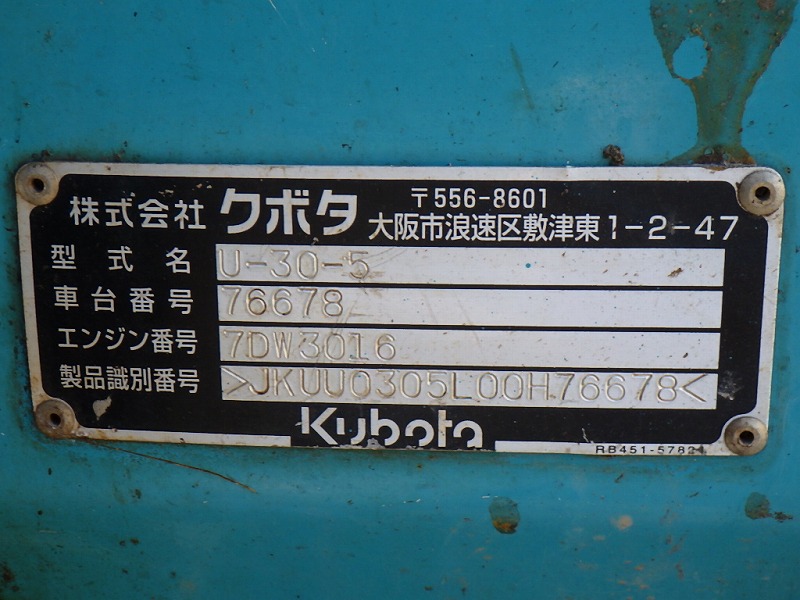 株式会社 クボタ 〒556-8601
大阪市浪速区敷津東1-2-47
型式名 U-30-5
車台番号 76678
エンジン番号 7DW3016
製品識別番号 >JKUU0305L00H76678<
Kubota